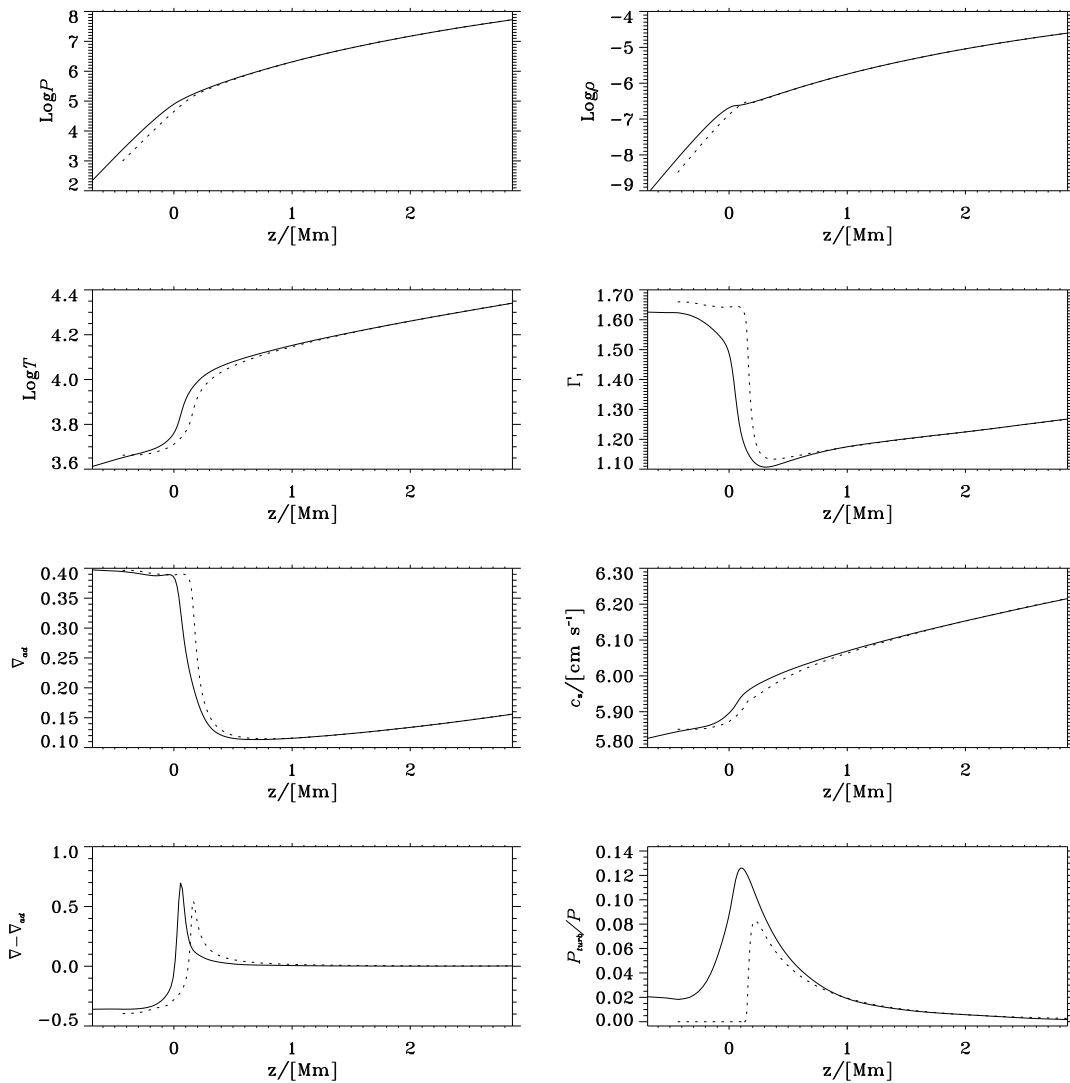 8
7
6
5
4
3
2
LogP
0 1 2
z/[Mm]
-4
-5
-6
-7
-8
-9
Logρ
0 1 2
z/[Mm]
4.4
4.2
4.0
3.8
3.6
LogT
0 1 2
z/[Mm]
1.70
1.60
1.50
1.40
1.30
1.20
1.10
Γ₁
0 1 2
z/[Mm]
0.40
0.35
0.30
0.25
0.20
0.15
0.10
∇ad
0 1 2
z/[Mm]
6.30
6.20
6.10
6.00
5.90
5.80
cs/[cm s⁻¹]
0 1 2
z/[Mm]
1.0
0.5
0.0
-0.5
∇-∇ad
0 1 2
z/[Mm]
0.14
0.12
0.10
0.08
0.06
0.04
0.02
0.00
Pturb/P
0 1 2
z/[Mm]